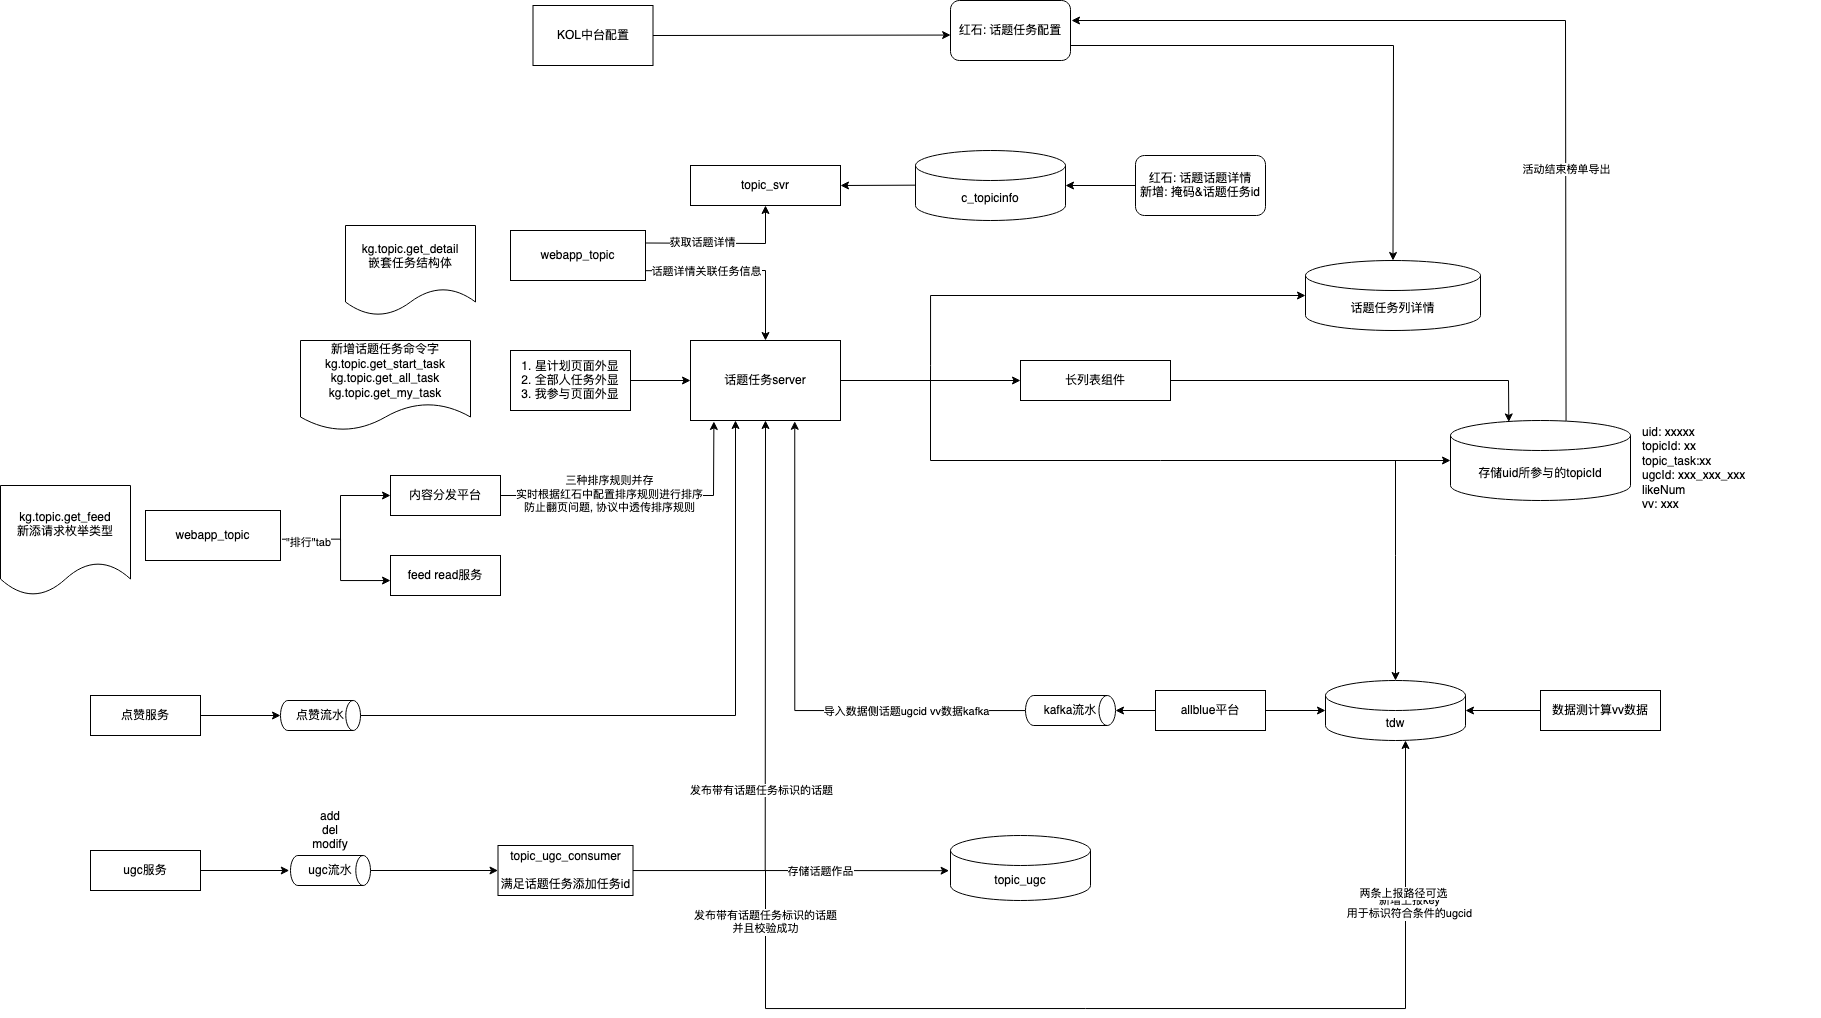 KOL中台配置
红石: 话题任务配置
活动结束榜单导出
topic_svr
c_topicinfo
红石: 话题话题详情
新增: 掩码&话题任务id
kg.topic.get_detail
嵌套任务结构体
webapp_topic
获取话题详情
话题详情关联任务信息
话题任务列详情
新增话题任务命令字
kg.topic.get_start_task
kg.topic.get_all_task
kg.topic.get_my_task
1. 星计划页面外显
2. 全部人任务外显
3. 我参与页面外显
话题任务server
长列表组件
存储uid所参与的topicId
uid: xxxxx
topicId: xx
topic_task:xx
ugcId: xxx_xxx_xxx
likeNum
vv: xxx
kg.topic.get_feed
新添请求枚举类型
webapp_topic
"排行"tab
内容分发平台
三种排序规则并存
实时根据红石中配置排序规则进行排序
防止翻页问题, 协议中透传排序规则
feed read服务
点赞服务
点赞流水
导入数据侧话题ugcid vv数据kafka
kafka流水
allblue平台
tdw
数据测计算vv数据
发布带有话题任务标识的话题
add
del
modify
ugc服务
ugc流水
topic_ugc_consumer
满足话题任务添加任务id
存储话题作品
topic_ugc
发布带有话题任务标识的话题
并且校验成功
两条上报路径可选
新增上报key
用于标识符合条件的ugcid